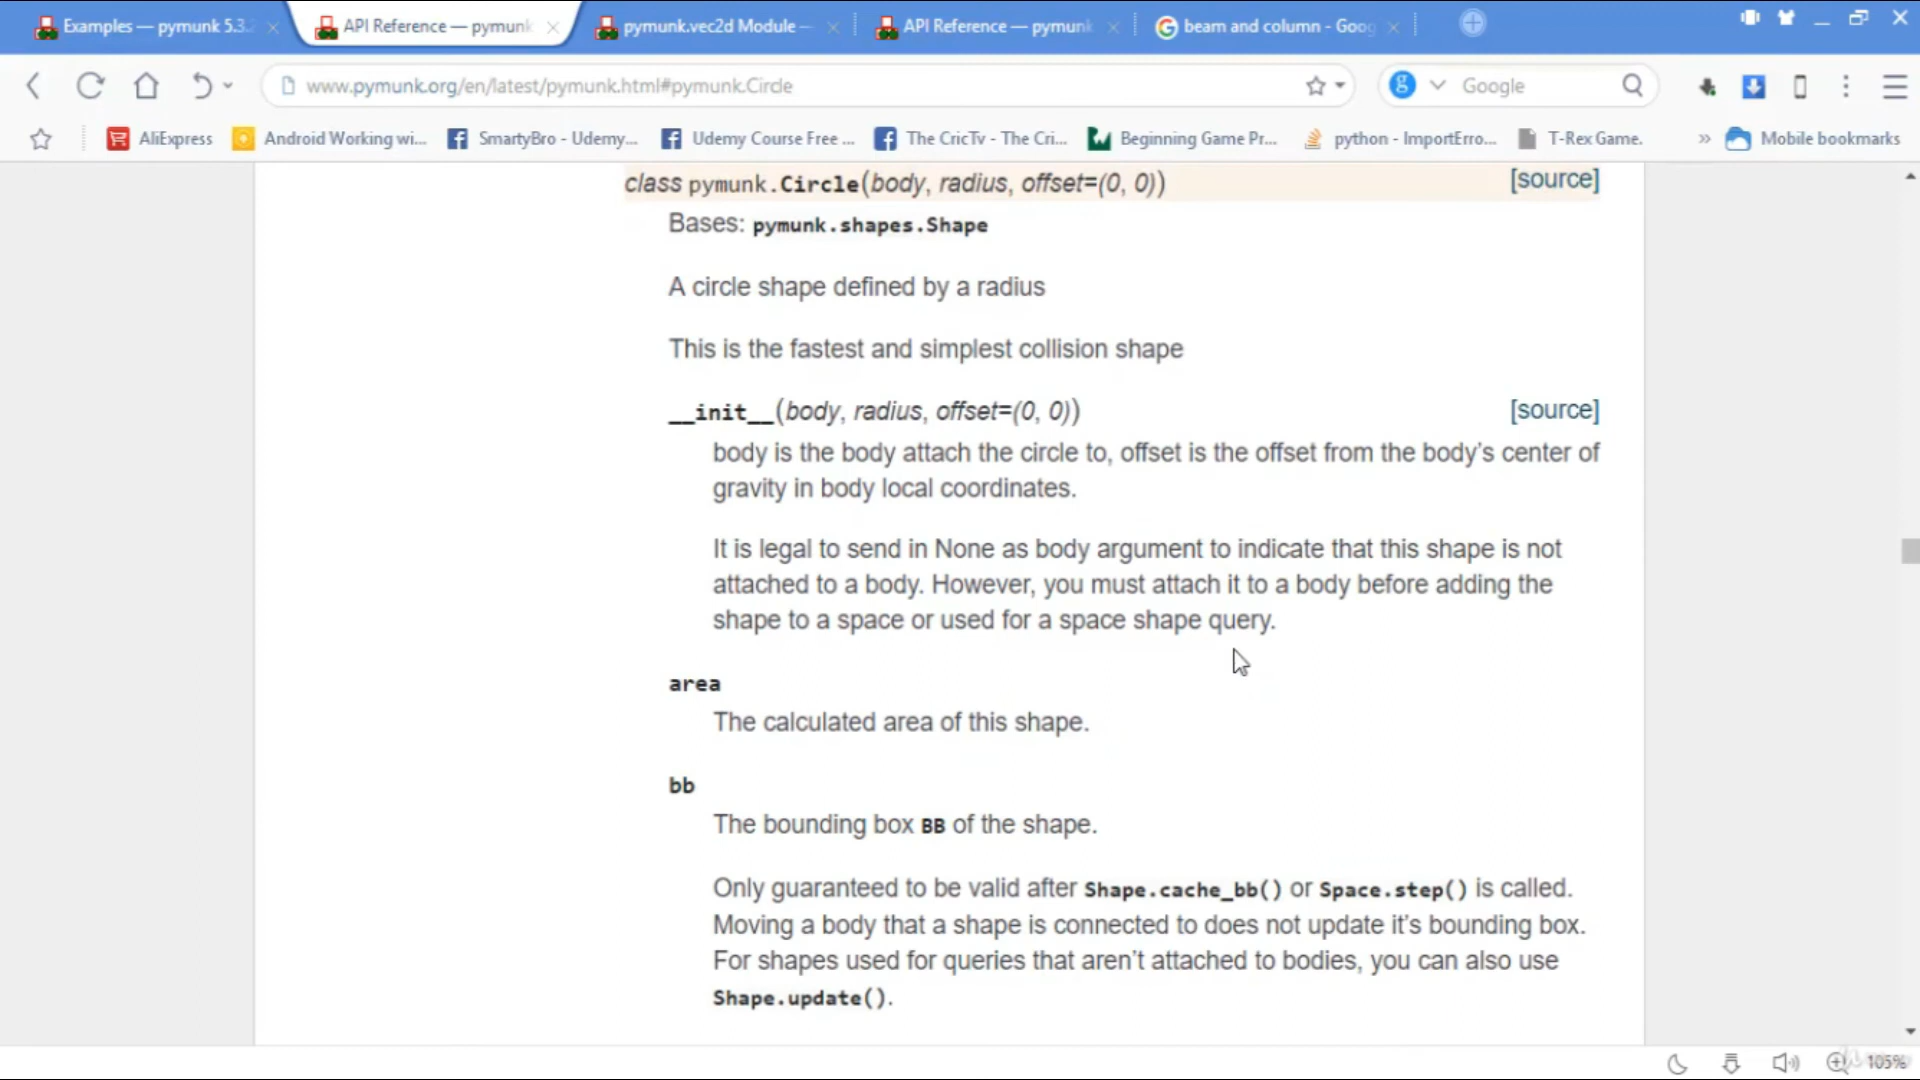 Examples — pymunk 5.3.
API Reference — pymunk
pymunk.vec2d Module —
API Reference — pymunk
beam and column - Goog
www.pymunk.org/en/latest/pymunk.html#pymunk.Circle
Google
AliExpress
Android Working wi...
SmartyBro - Udemy...
Udemy Course Free ...
The CricTv - The Cri...
Beginning Game Pr...
python - ImportErro...
T-Rex Game.
Mobile bookmarks
class pymunk.Circle(body, radius, offset=(0, 0)) [source]
Bases: pymunk.shapes.Shape
A circle shape defined by a radius
This is the fastest and simplest collision shape
__init__(body, radius, offset=(0, 0)) [source]
body is the body attach the circle to, offset is the offset from the body's center of
gravity in body local coordinates.
It is legal to send in None as body argument to indicate that this shape is not
attached to a body. However, you must attach it to a body before adding the
shape to a space or used for a space shape query.
area
The calculated area of this shape.
bb
The bounding box BB of the shape.
Only guaranteed to be valid after Shape.cache_bb() or Space.step() is called.
Moving a body that a shape is connected to does not update it's bounding box.
For shapes used for queries that aren't attached to bodies, you can also use
Shape.update().
105%